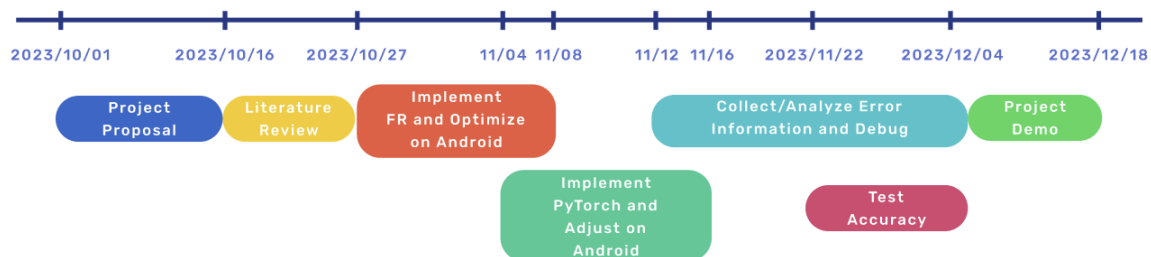 2023/10/01 2023/10/16 2023/10/27 11/04 11/08 11/12 11/16 2023/11/22 2023/12/04 2023/12/18
Project
Proposal
Literature
Review
Implement
FR and Optimize
on Android
Collect/Analyze Error
Information and Debug
Project
Demo
Implement
PyTorch and
Adjust on
Android
Test
Accuracy